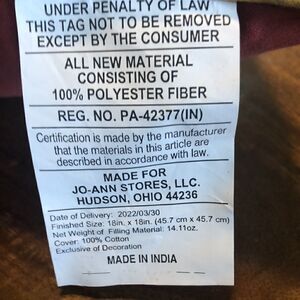 UNDER PENALTY OF LAW
THIS TAG NOT TO BE REMOVED
EXCEPT BY THE CONSUMER
ALL NEW MATERIAL
CONSISTING OF
100% POLYESTER FIBER
REG. NO. PA-42377(IN)
Certification is made by the manufacturer
that the materials in this article are
described in accordance with law.
MADE FOR
JO-ANN STORES, LLC.
HUDSON, OHIO 44236
Date of Delivery: 2022/03/30
Finished Size: 18in. x 18in. (45.7 cm x 45.7 cm)
Net Weight of Filling Material: 14.11oz.
Cover: 100% Cotton
Exclusive of Decoration
MADE IN INDIA